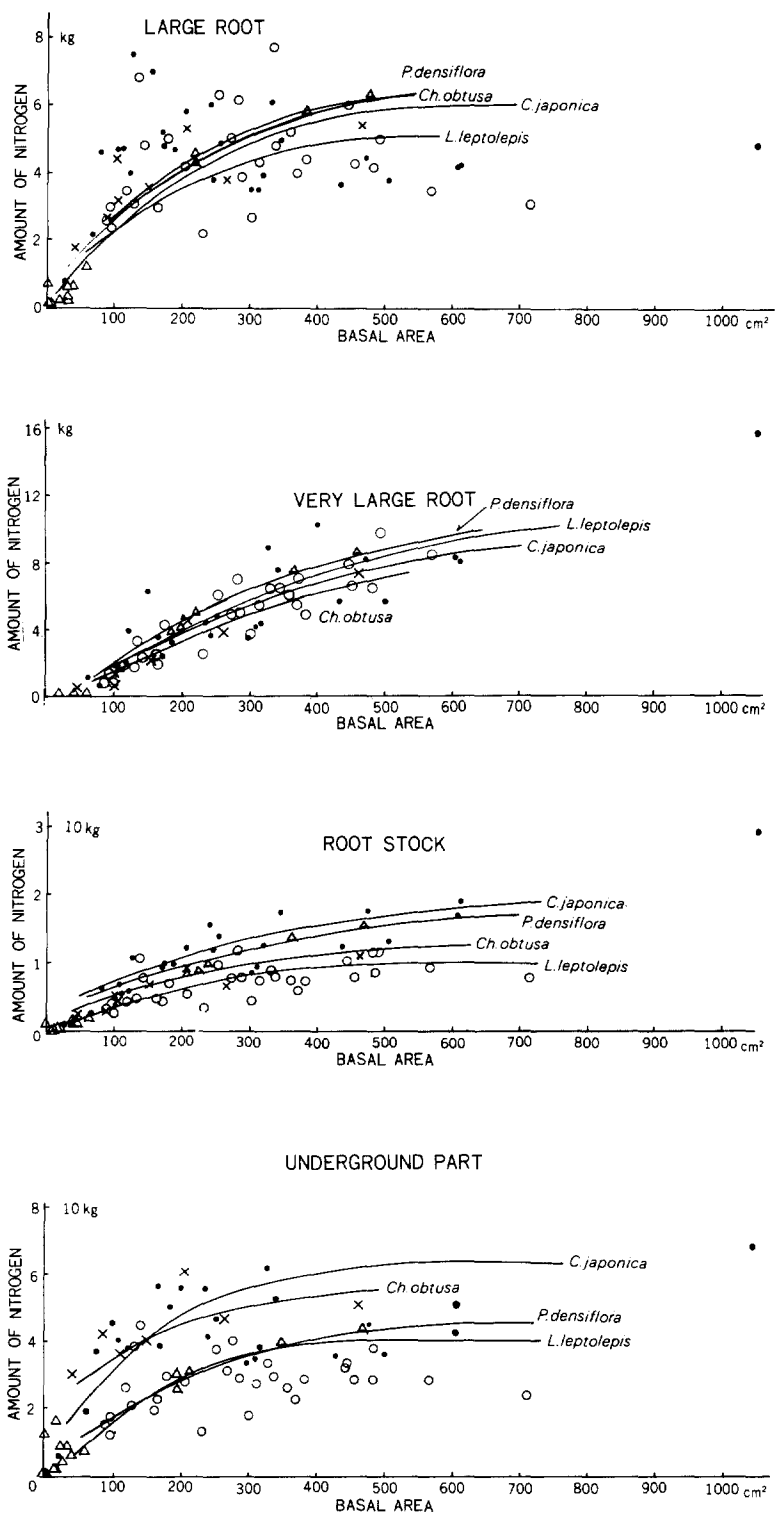 LARGE ROOT
8 kg
6
4
2
0
AMOUNT OF NITROGEN
P.densiflora
Ch.obtusa
C.japonica
L.leptolepis
100 200 300 400 500 600 700 800 900 1000 cm²
BASAL AREA
16 kg
12
8
4
0
AMOUNT OF NITROGEN
VERY LARGE ROOT
P.densiflora
L.leptolepis
C.japonica
Ch.obtusa
100 200 300 400 500 600 700 800 900 1000 cm²
BASAL AREA
3 10 kg
2
1
0
AMOUNT OF NITROGEN
ROOT STOCK
C.japonica
P.densiflora
Ch.obtusa
L.leptolepis
100 200 300 400 500 600 700 800 900 1000 cm²
BASAL AREA
UNDERGROUND PART
8 10 kg
6
4
2
0
AMOUNT OF NITROGEN
C.japonica
Ch.obtusa
P.densiflora
L.leptolepis
100 200 300 400 500 600 700 800 900 1000 cm²
BASAL AREA